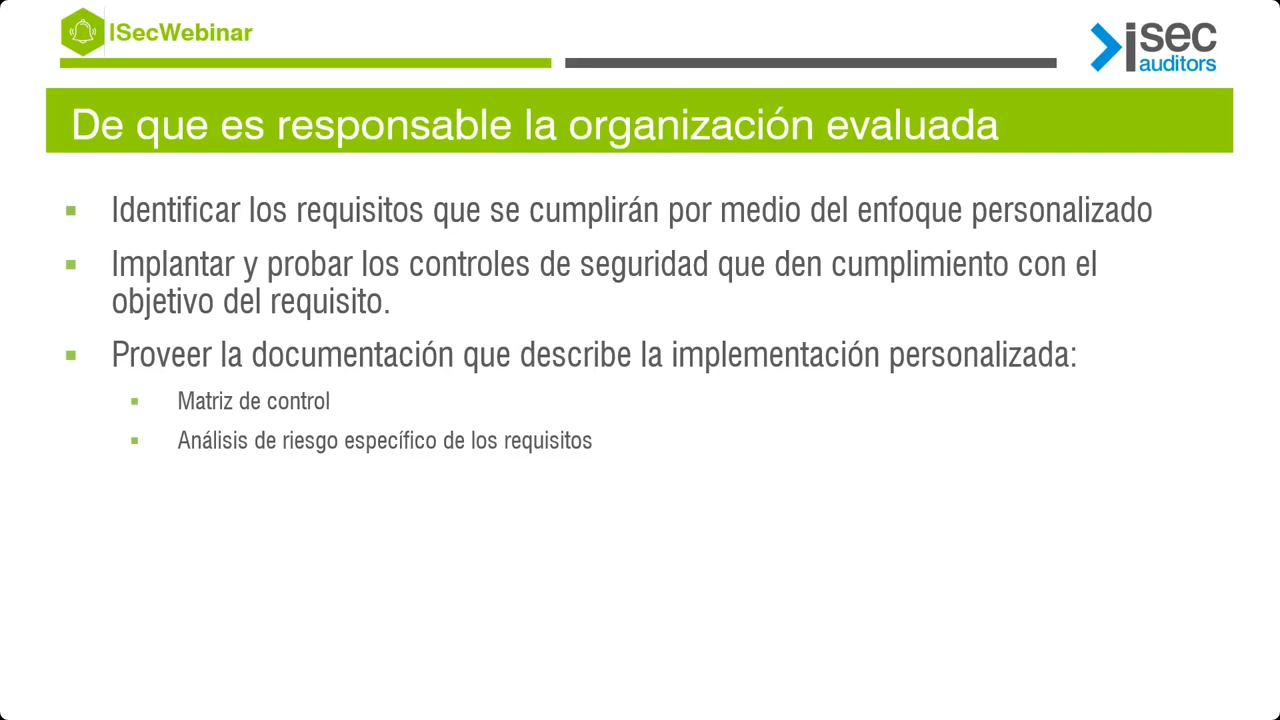 ISecWebinar
isec
auditors
De que es responsable la organización evaluada
Identificar los requisitos que se cumplirán por medio del enfoque personalizado
Implantar y probar los controles de seguridad que den cumplimiento con el
objetivo del requisito.
Proveer la documentación que describe la implementación personalizada:
Matriz de control
Análisis de riesgo específico de los requisitos